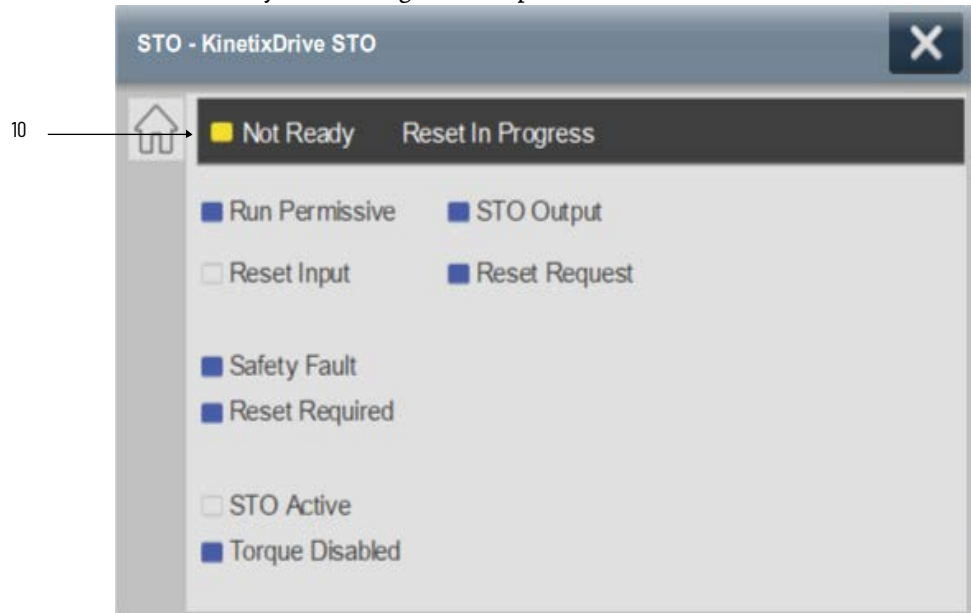 STO - KinetixDrive STO
10
Not Ready Reset In Progress
Run Permissive STO Output
Reset Input Reset Request
Safety Fault
Reset Required
STO Active
Torque Disabled